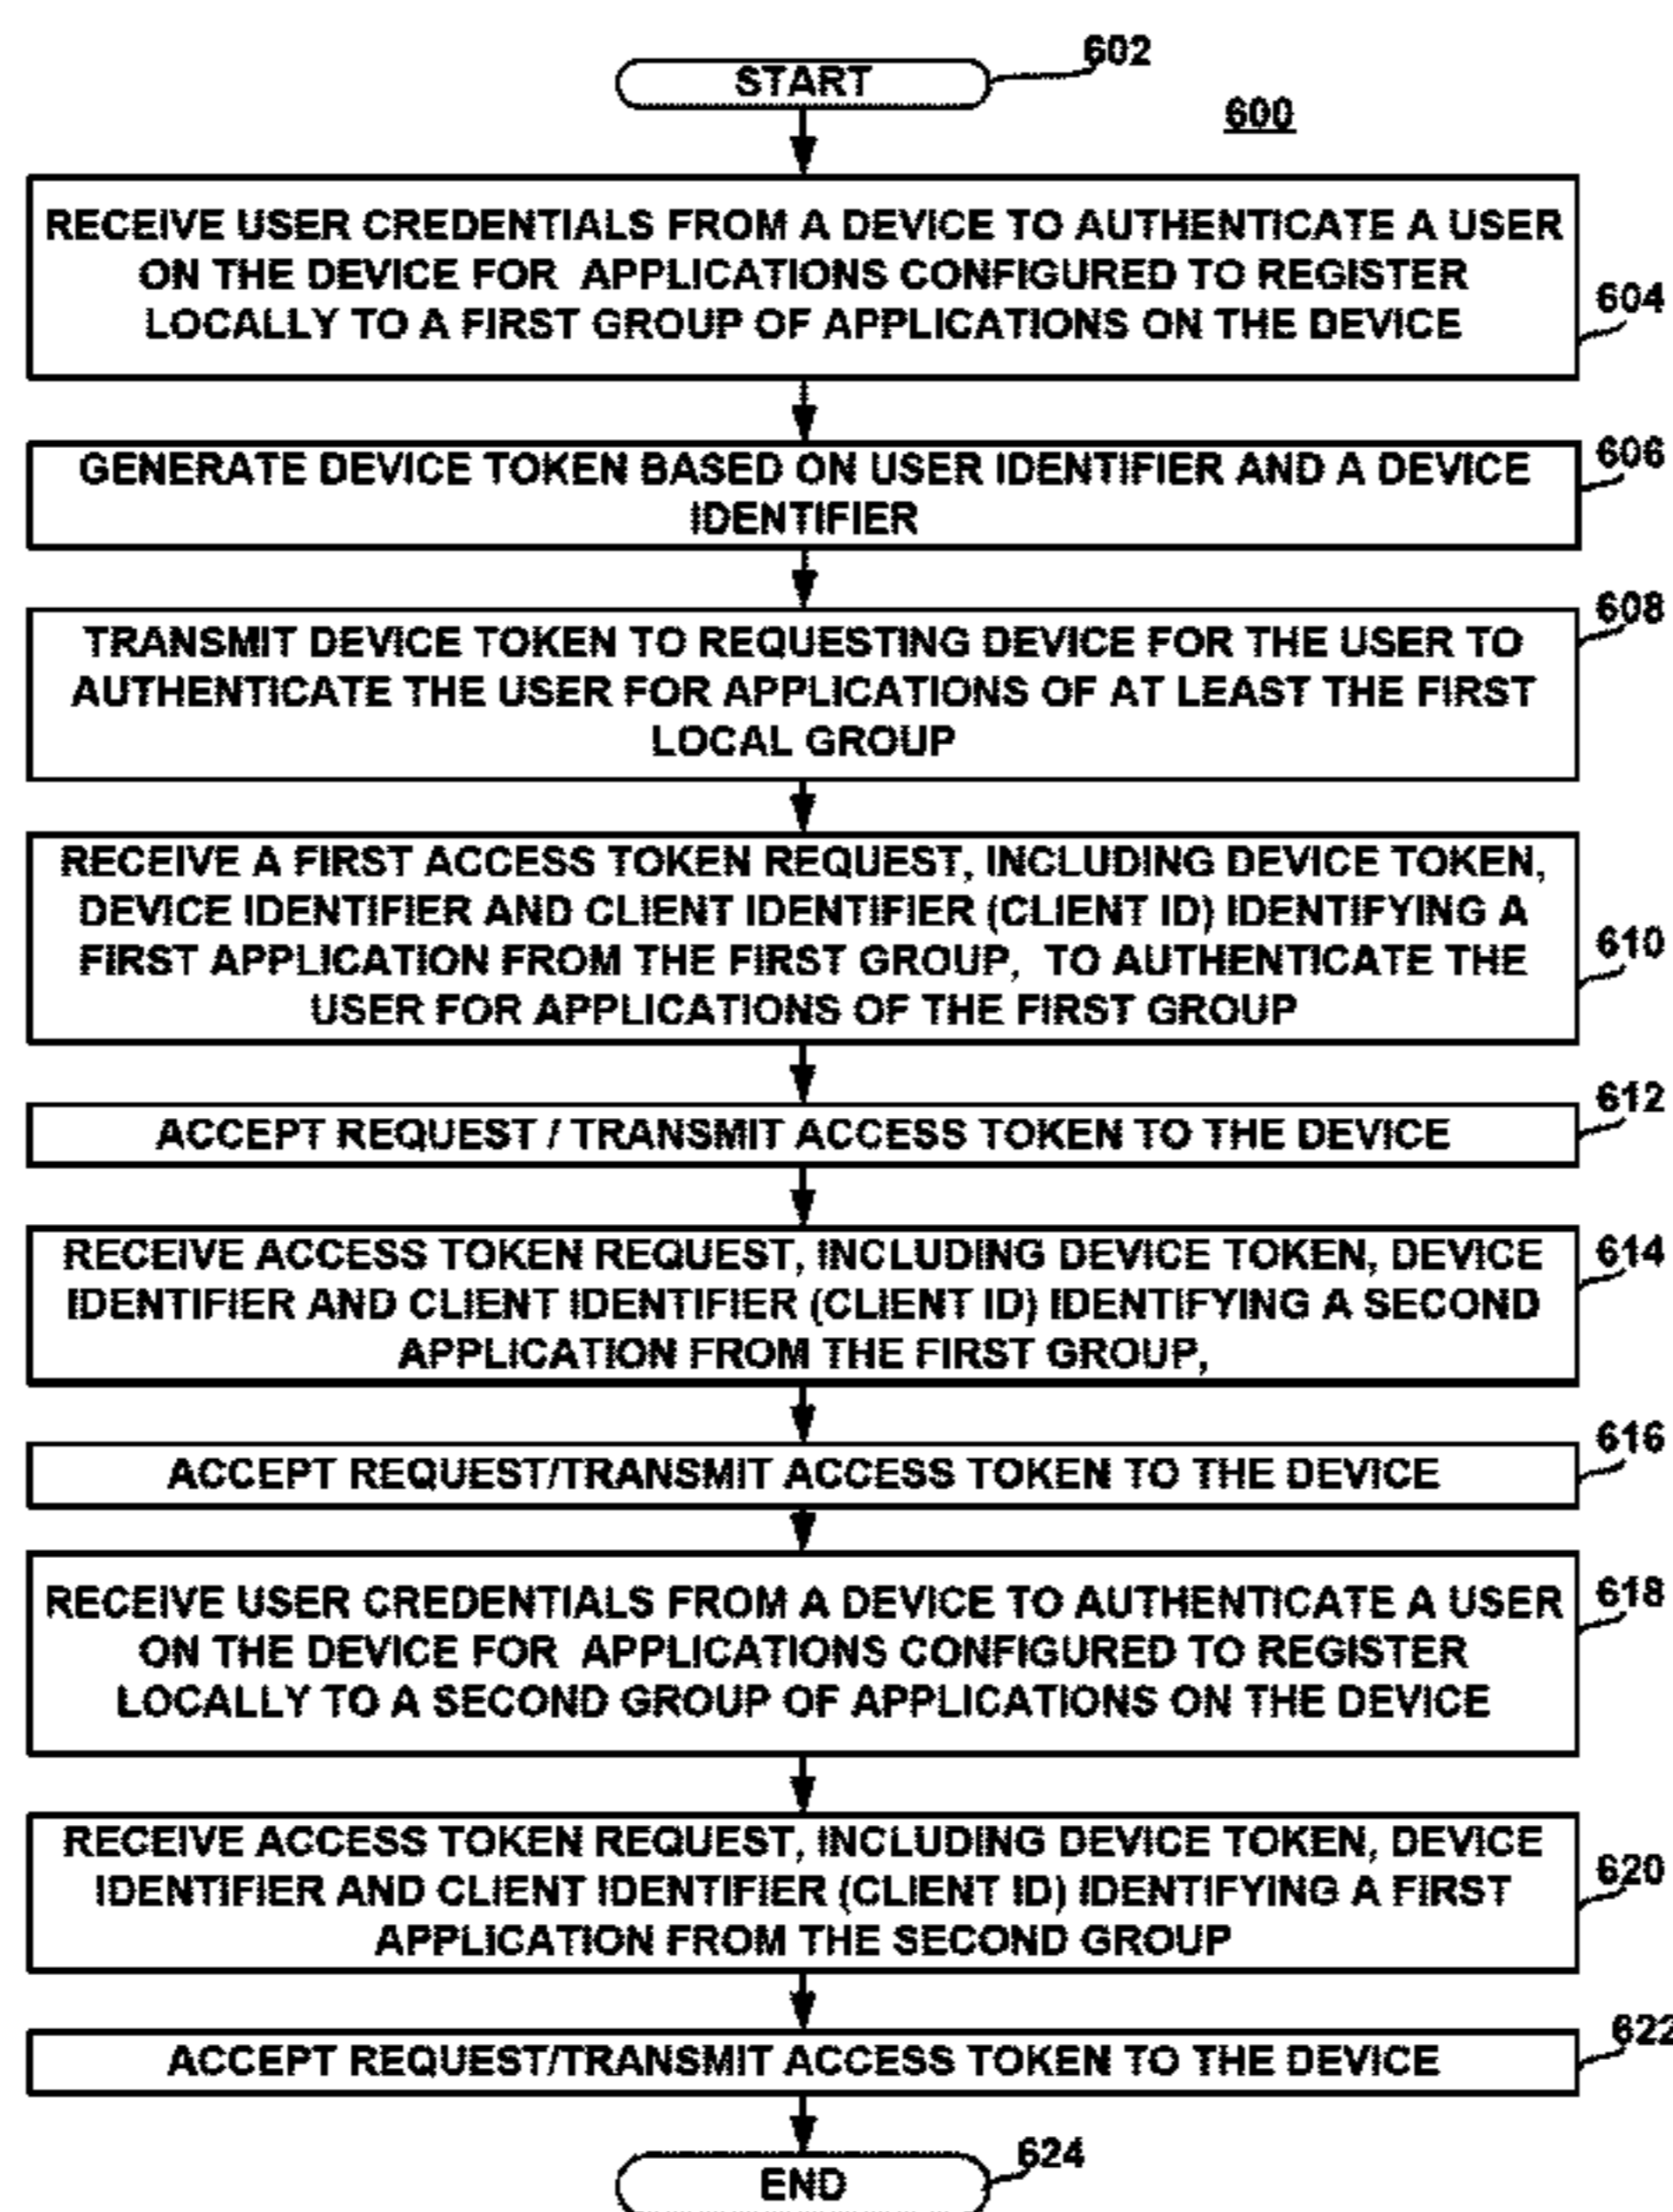 START
602
600
RECEIVE USER CREDENTIALS FROM A DEVICE TO AUTHENTICATE A USER
ON THE DEVICE FOR APPLICATIONS CONFIGURED TO REGISTER
LOCALLY TO A FIRST GROUP OF APPLICATIONS ON THE DEVICE
604
GENERATE DEVICE TOKEN BASED ON USER IDENTIFIER AND A DEVICE
IDENTIFIER
606
TRANSMIT DEVICE TOKEN TO REQUESTING DEVICE FOR THE USER TO
AUTHENTICATE THE USER FOR APPLICATIONS OF AT LEAST THE FIRST
LOCAL GROUP
608
RECEIVE A FIRST ACCESS TOKEN REQUEST, INCLUDING DEVICE TOKEN,
DEVICE IDENTIFIER AND CLIENT IDENTIFIER (CLIENT ID) IDENTIFYING A
FIRST APPLICATION FROM THE FIRST GROUP, TO AUTHENTICATE THE
USER FOR APPLICATIONS OF THE FIRST GROUP
610
ACCEPT REQUEST / TRANSMIT ACCESS TOKEN TO THE DEVICE
612
RECEIVE ACCESS TOKEN REQUEST, INCLUDING DEVICE TOKEN, DEVICE
IDENTIFIER AND CLIENT IDENTIFIER (CLIENT ID) IDENTIFYING A SECOND
APPLICATION FROM THE FIRST GROUP,
614
ACCEPT REQUEST/TRANSMIT ACCESS TOKEN TO THE DEVICE
616
RECEIVE USER CREDENTIALS FROM A DEVICE TO AUTHENTICATE A USER
ON THE DEVICE FOR APPLICATIONS CONFIGURED TO REGISTER
LOCALLY TO A SECOND GROUP OF APPLICATIONS ON THE DEVICE
618
RECEIVE ACCESS TOKEN REQUEST, INCLUDING DEVICE TOKEN, DEVICE
IDENTIFIER AND CLIENT IDENTIFIER (CLIENT ID) IDENTIFYING A FIRST
APPLICATION FROM THE SECOND GROUP
620
ACCEPT REQUEST/TRANSMIT ACCESS TOKEN TO THE DEVICE
622
END
624